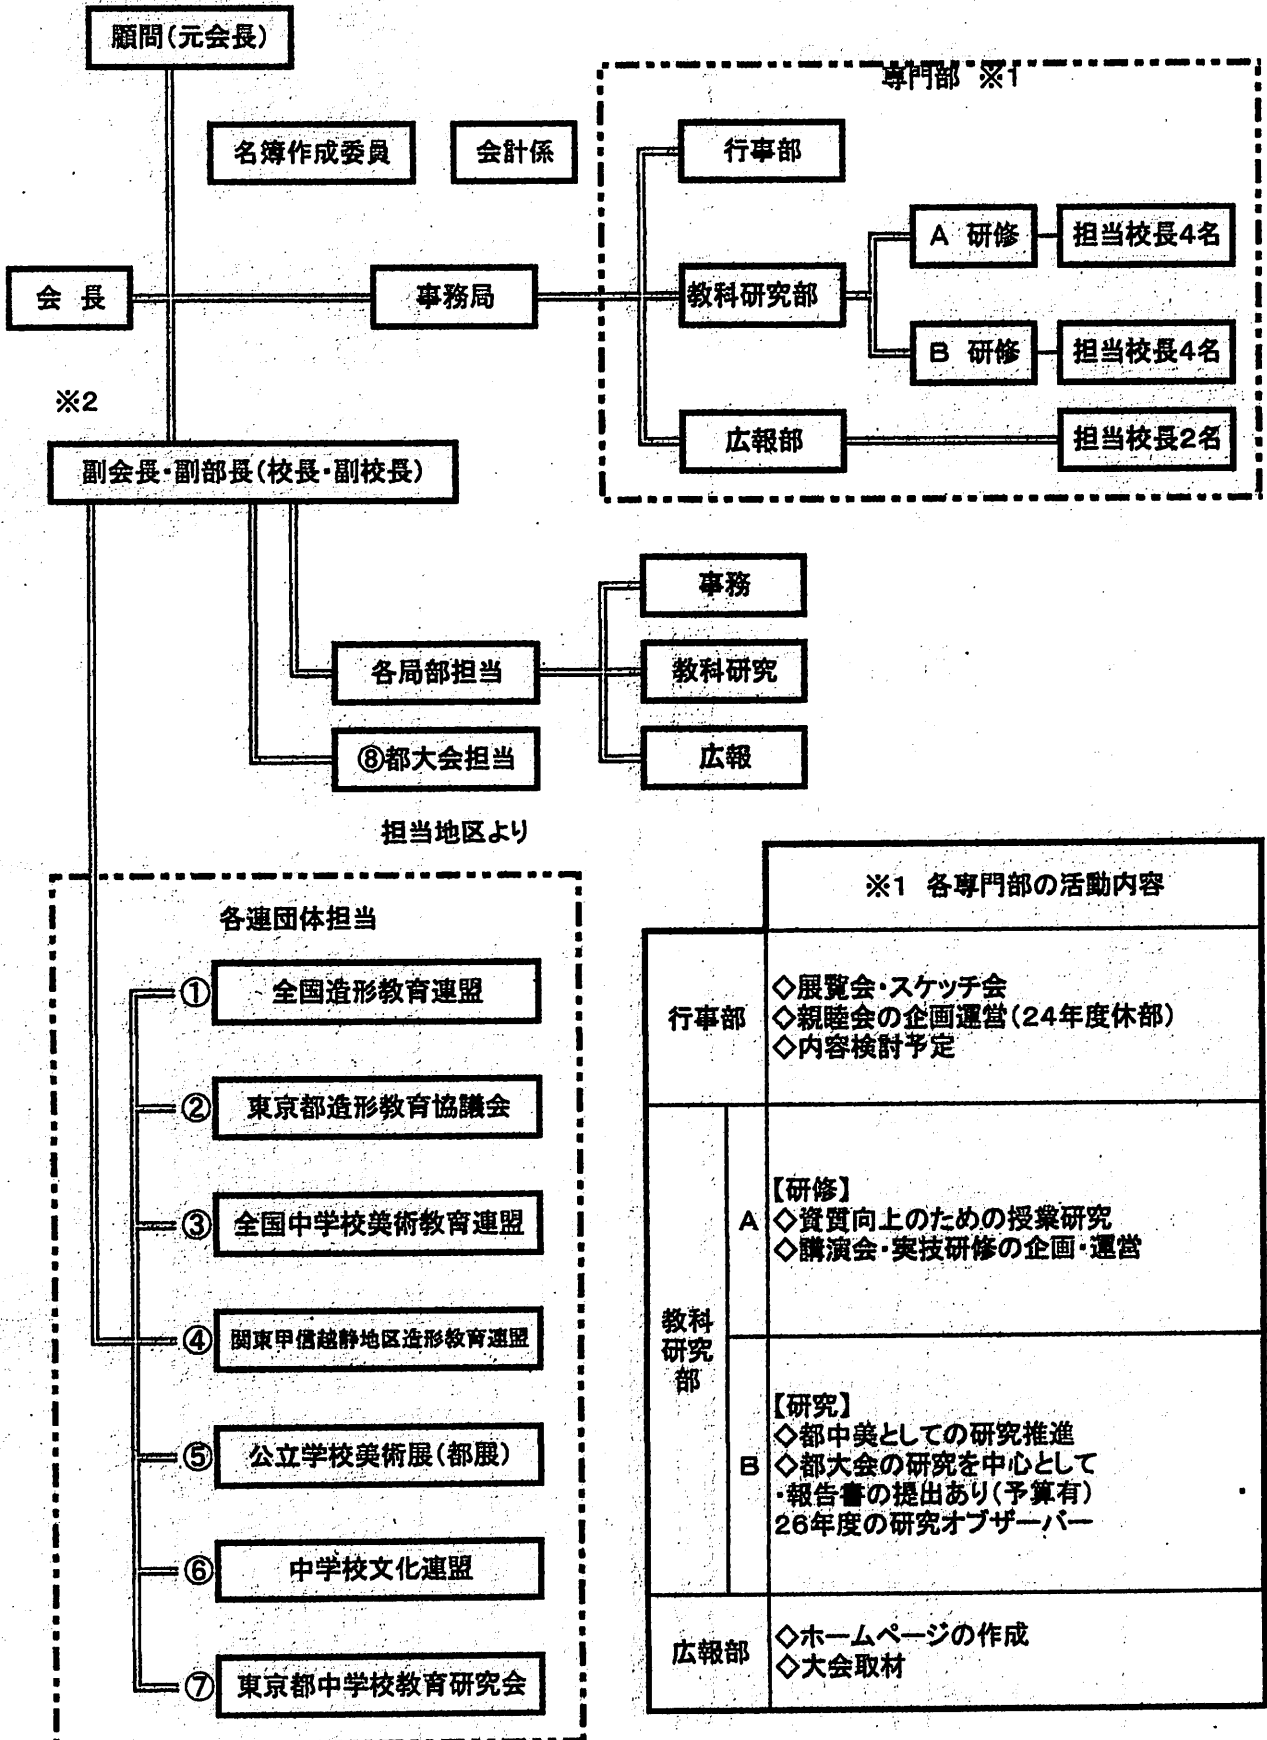 顧問(元会長)
専門部 ※1
名簿作成委員
会計係
行事部
A 研修
担当校長4名
会 長
事務局
教科研究部
B 研修
担当校長4名
※2
広報部
担当校長2名
副会長・副部長(校長・副校長)
事務
各局部担当
教科研究
⑧都大会担当
広報
担当地区より
各連団体担当
① 全国造形教育連盟
② 東京都造形教育協議会
③ 全国中学校美術教育連盟
④ 関東甲信越静地区造形教育連盟
⑤ 公立学校美術展(都展)
⑥ 中学校文化連盟
⑦ 東京都中学校教育研究会
※1 各専門部の活動内容
行事部
◇展覧会・スケッチ会
◇親睦会の企画運営(24年度休部)
◇内容検討予定
教科
研究
部
A
【研修】
◇資質向上のための授業研究
◇講演会・実技研修の企画・運営
B
【研究】
◇都中美としての研究推進
◇都大会の研究を中心として
・報告書の提出あり(予算有)
26年度の研究オブザーバー
広報部
◇ホームページの作成
◇大会取材